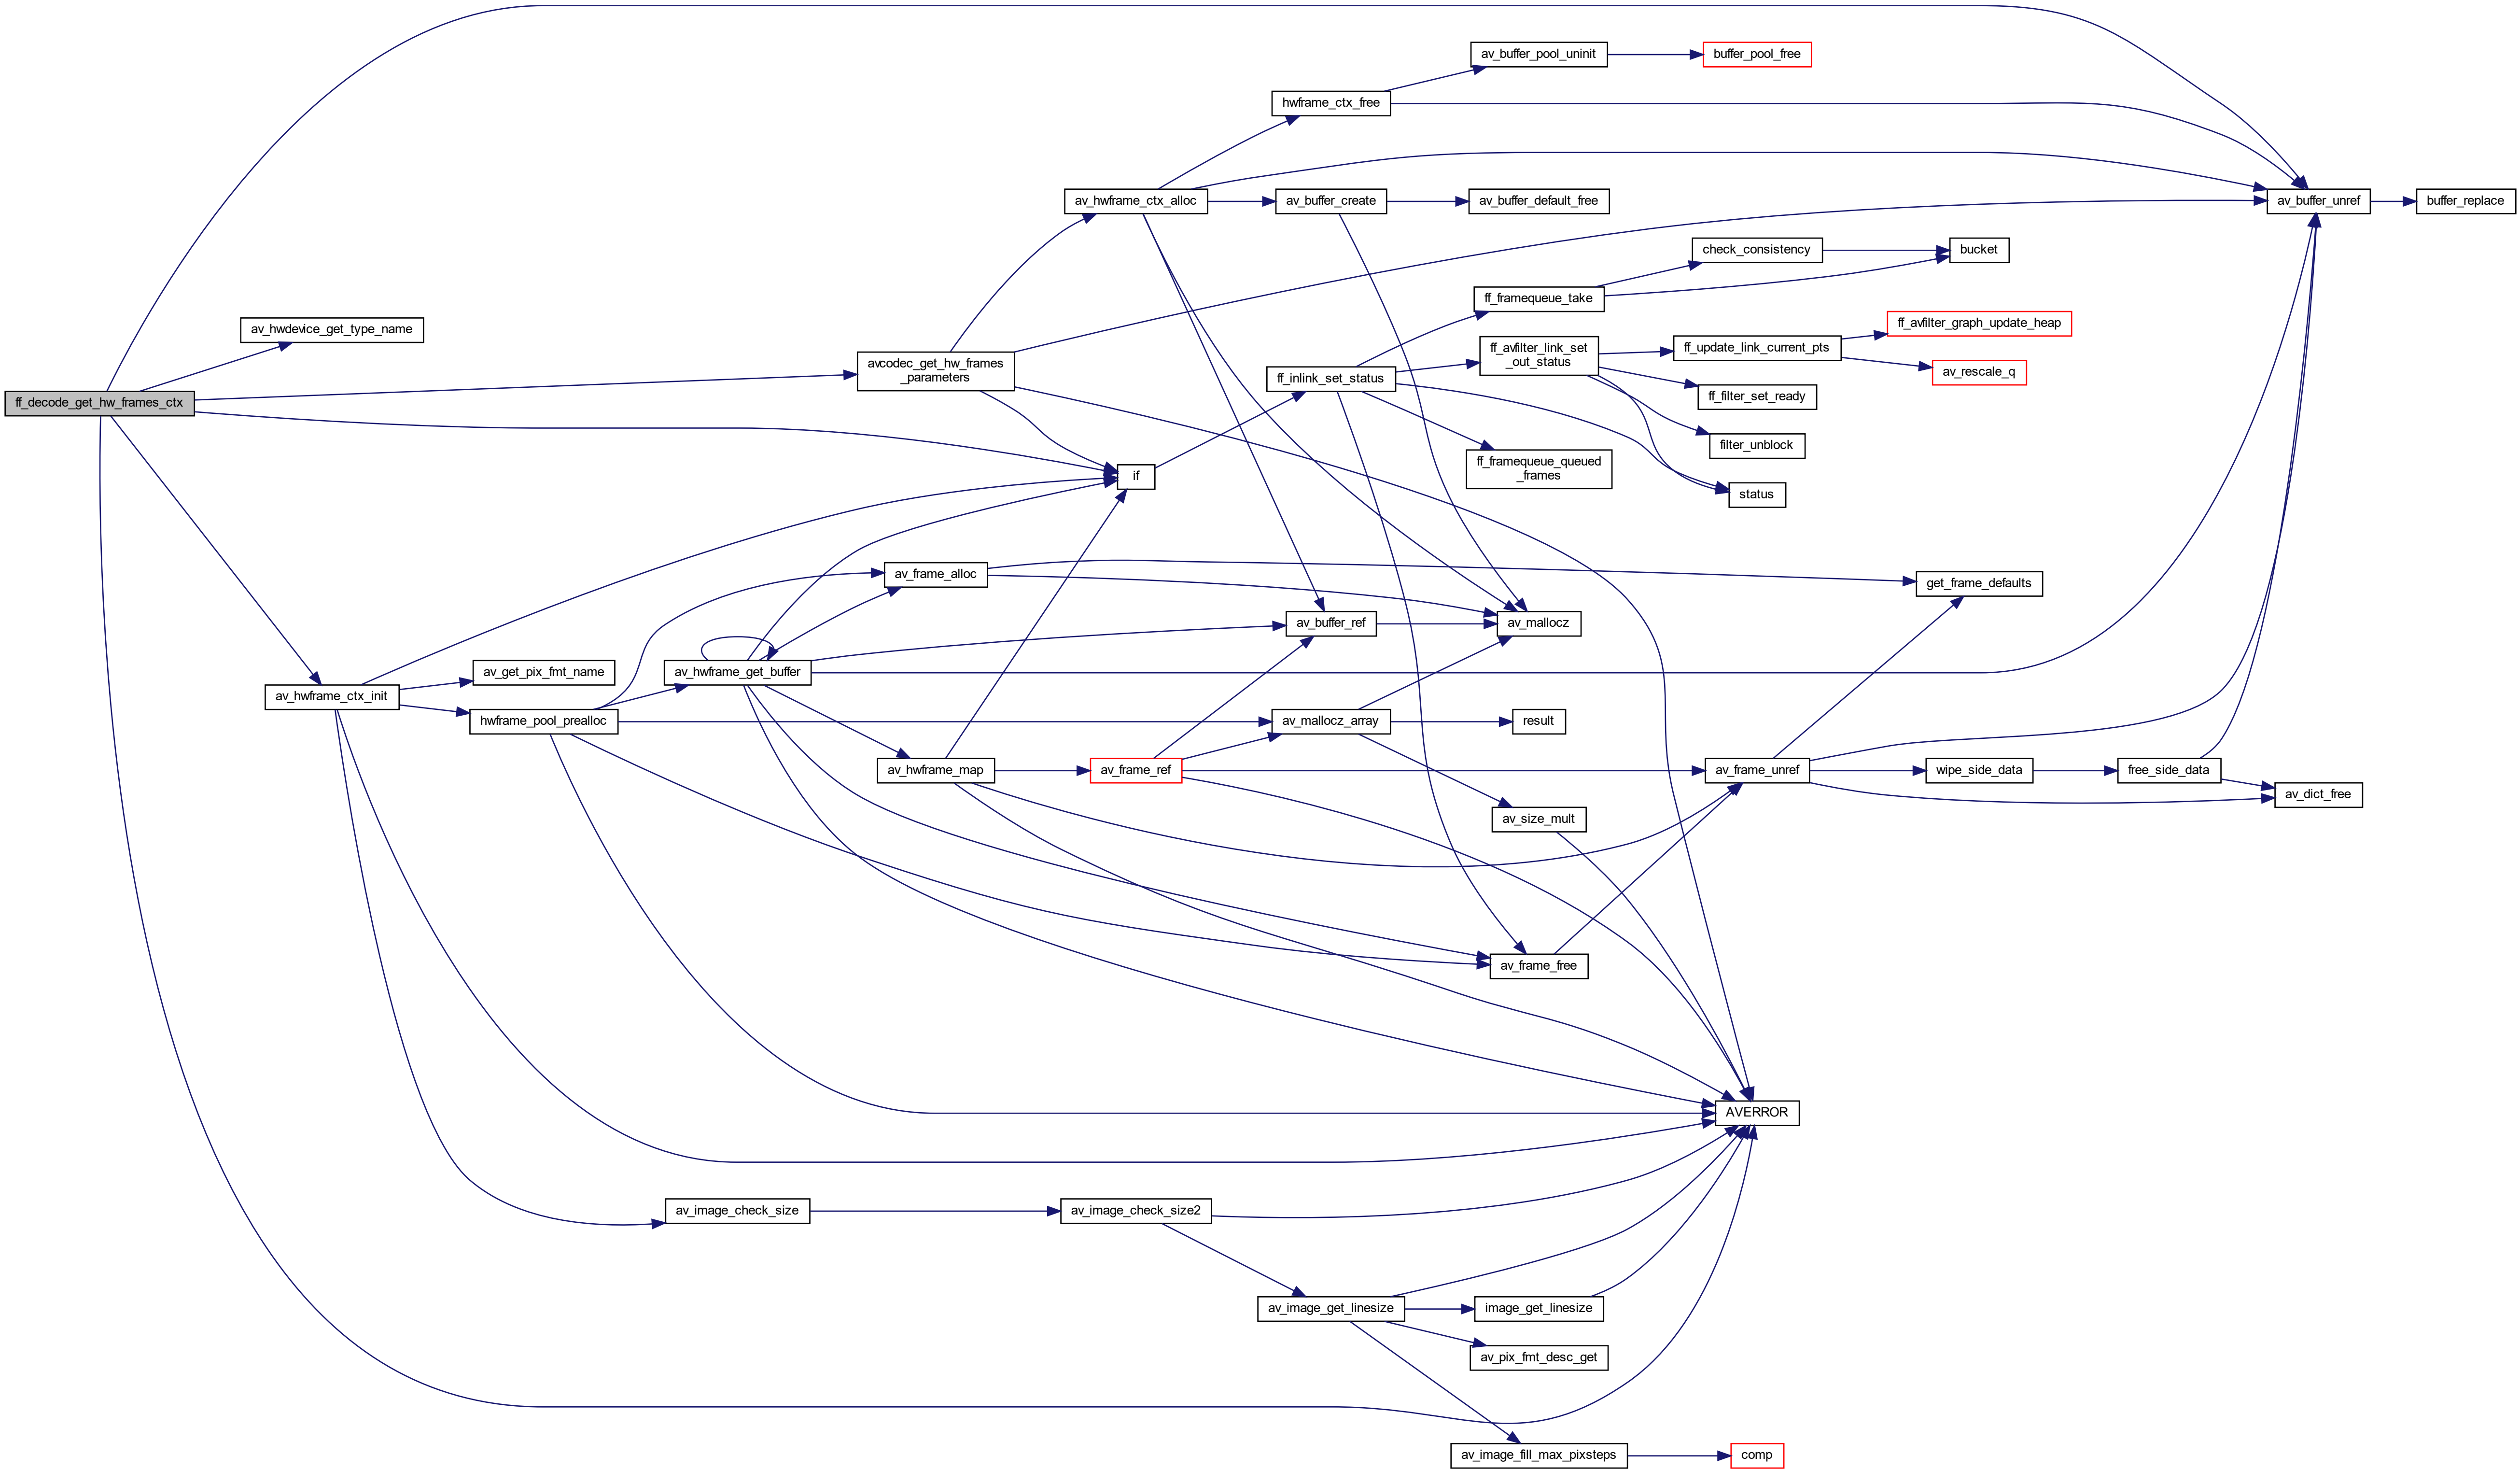 av_buffer_pool_uninit
buffer_pool_free
hwframe_ctx_free
av_hwframe_ctx_alloc
av_buffer_create
av_buffer_default_free
av_buffer_unref
buffer_replace
check_consistency
bucket
ff_framequeue_take
ff_avfilter_graph_update_heap
av_hwdevice_get_type_name
ff_avfilter_link_set
_out_status
ff_update_link_current_pts
avcodec_get_hw_frames
_parameters
ff_inlink_set_status
av_rescale_q
ff_decode_get_hw_frames_ctx
ff_filter_set_ready
filter_unblock
if
ff_framequeue_queued
_frames
status
av_frame_alloc
get_frame_defaults
av_buffer_ref
av_mallocz
av_hwframe_get_buffer
av_get_pix_fmt_name
av_hwframe_ctx_init
hwframe_pool_prealloc
av_mallocz_array
result
av_hwframe_map
av_frame_ref
av_frame_unref
wipe_side_data
free_side_data
av_dict_free
av_size_mult
av_frame_free
AVERROR
av_image_check_size
av_image_check_size2
av_image_get_linesize
image_get_linesize
av_pix_fmt_desc_get
av_image_fill_max_pixsteps
comp